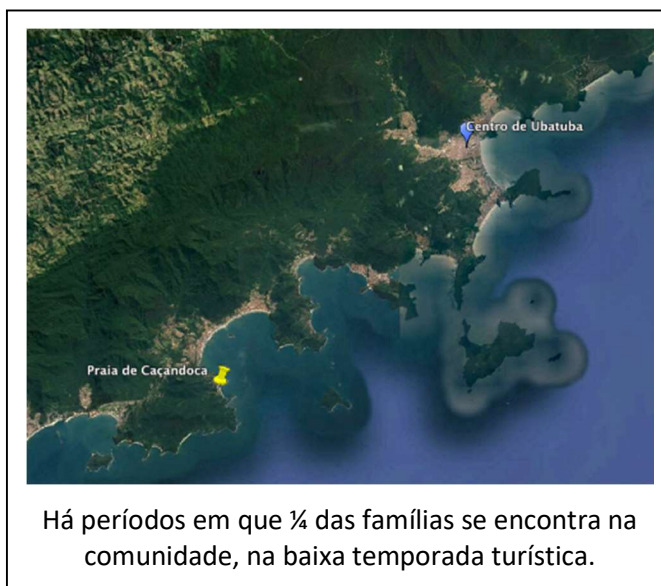 Centro de Ubatuba
Praia de Caçandoca
Há períodos em que ¼ das famílias se encontra na
comunidade, na baixa temporada turística.